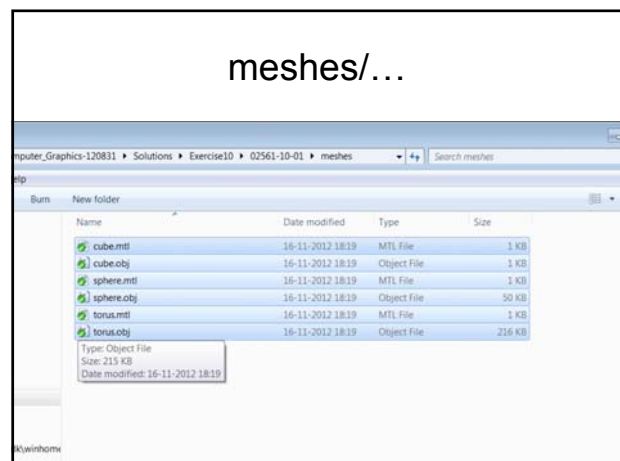 meshes/…
mputer_Graphics-120831 ▸ Solutions ▸ Exercise10 ▸ 02561-10-01 ▸ meshes
Search meshes
elp
Burn New folder
Name Date modified Type Size
cube.mtl 16-11-2012 18:19 MTL File 1 KB
cube.obj 16-11-2012 18:19 Object File 1 KB
sphere.mtl 16-11-2012 18:19 MTL File 1 KB
sphere.obj 16-11-2012 18:19 Object File 50 KB
torus.mtl 16-11-2012 18:19 MTL File 1 KB
torus.obj 16-11-2012 18:19 Object File 216 KB
Type: Object File
Size: 215 KB
Date modified: 16-11-2012 18:19
lk\winhome